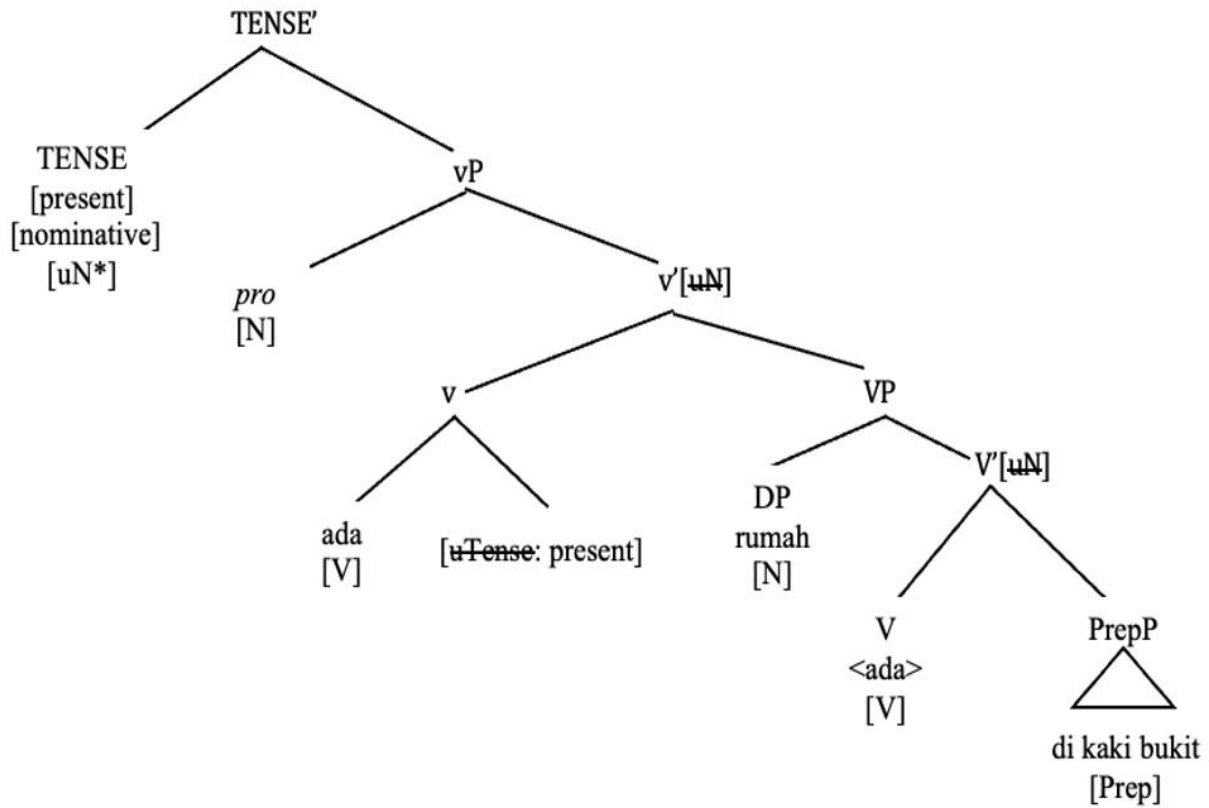 TENSE’
TENSE
[present]
[nominative]
[uN*]
vP
pro
[N]
v’[uN]
v
VP
ada
[V]
[uTense: present]
DP
rumah
[N]
V’[uN]
V
<ada>
[V]
PrepP
di kaki bukit
[Prep]